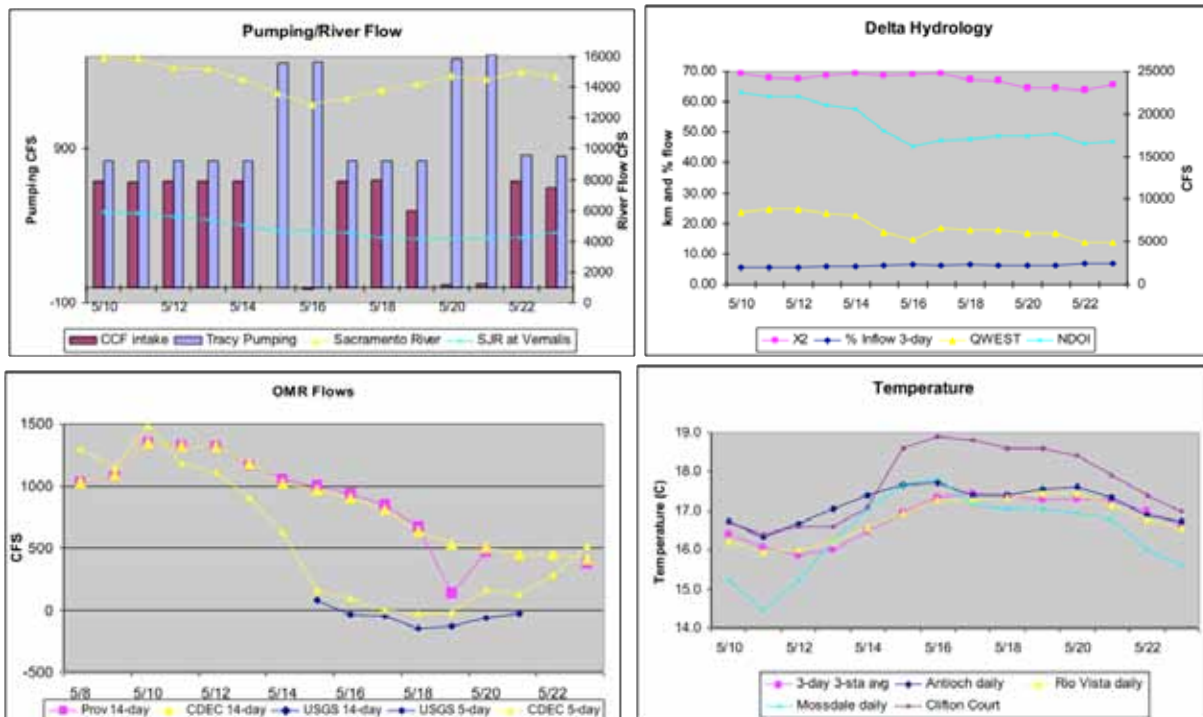 Pumping/River Flow
Pumping CFS
900
-100
16000
14000
12000
10000
8000
6000
4000
2000
0
River Flow CFS
5/10 5/12 5/14 5/16 5/18 5/20 5/22
CCF intake Tracy Pumping Sacramento River SJR at Vernalis
Delta Hydrology
km and % flow
70.00
60.00
50.00
40.00
30.00
20.00
10.00
0.00
25000
20000
15000
10000
5000
0
CFS
5/10 5/12 5/14 5/16 5/18 5/20 5/22
X2 % Inflow 3-day QWEST NDOI
OMR Flows
CFS
1500
1000
500
0
-500
5/8 5/10 5/12 5/14 5/16 5/18 5/20 5/22
Prov 14-day CDEC 14-day USGS 14-day USGS 5-day CDEC 5-day
Temperature
Temperature (C)
19.0
18.0
17.0
16.0
15.0
14.0
5/10 5/12 5/14 5/16 5/18 5/20 5/22
3-day 3-sta avg Antioch daily Rio Vista daily
Mossdale daily Clifton Court